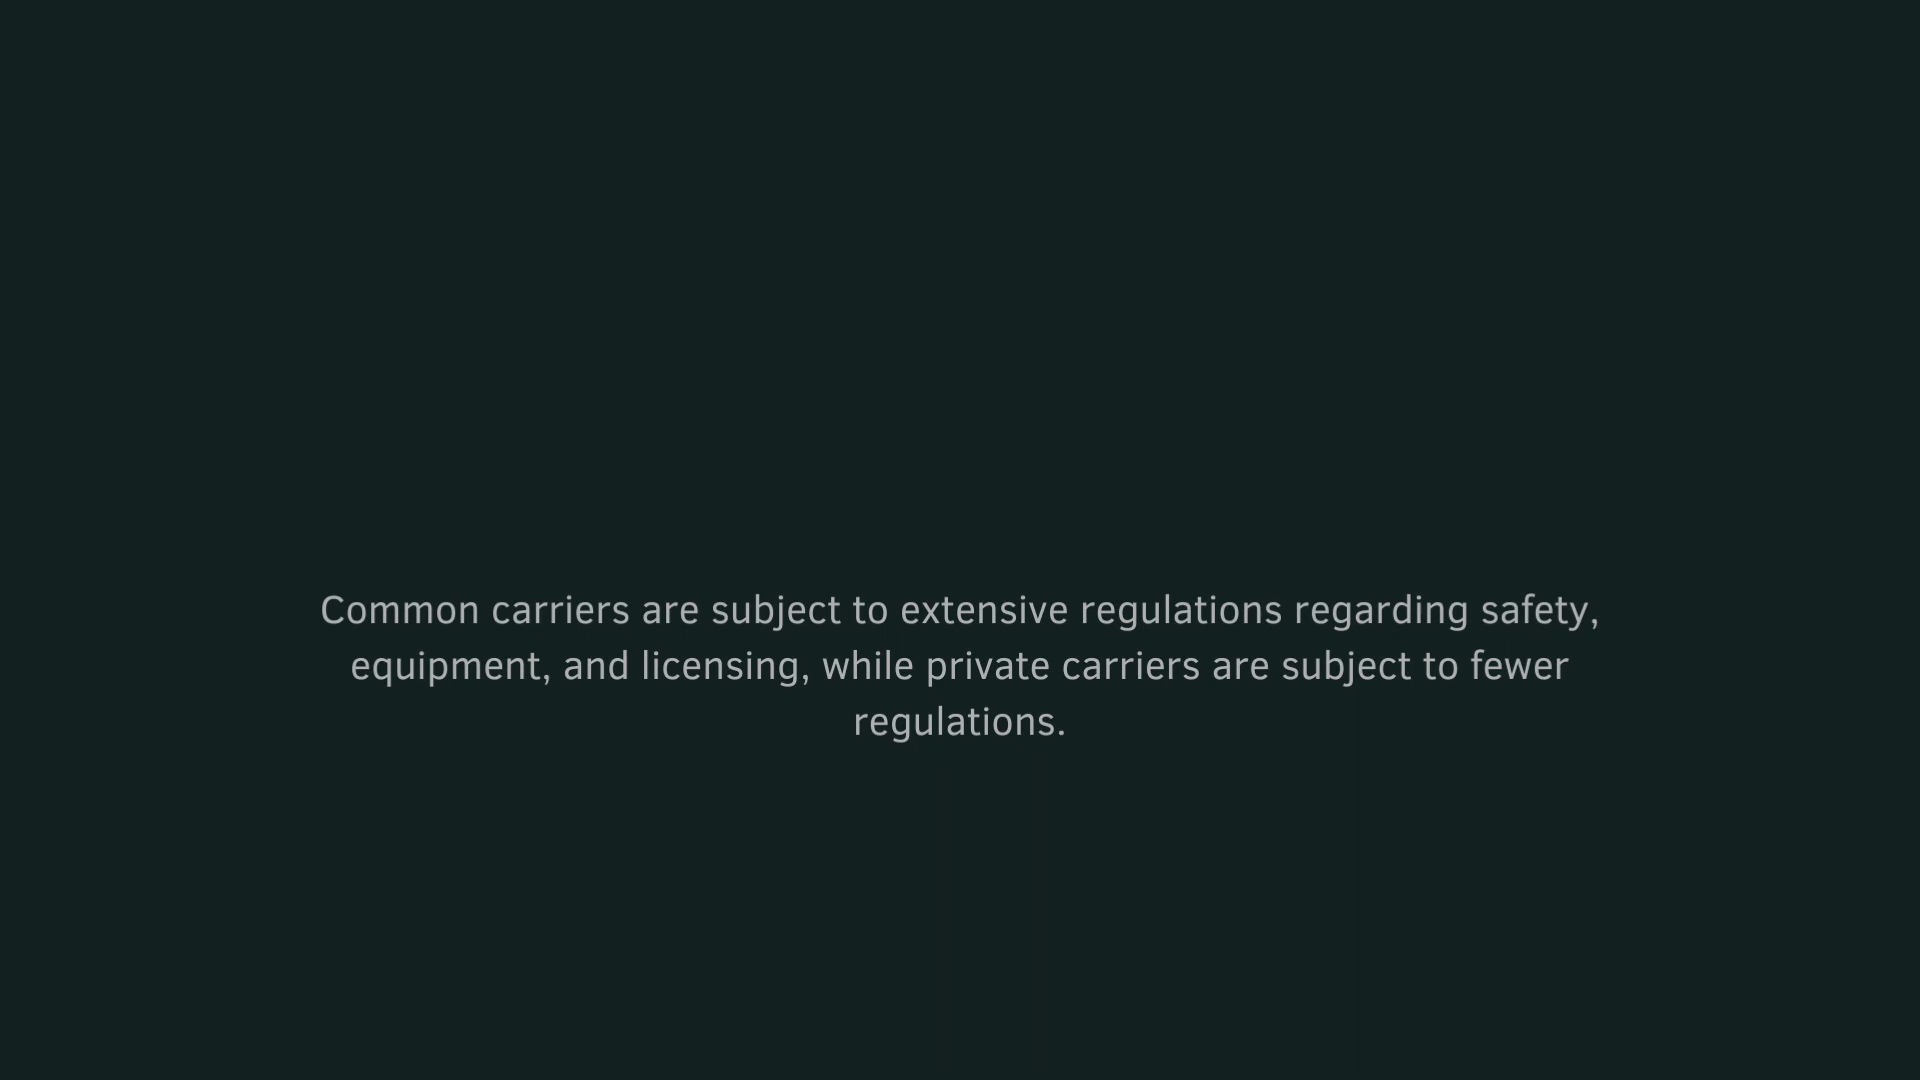 Common carriers are subject to extensive regulations regarding safety,
equipment, and licensing, while private carriers are subject to fewer
regulations.